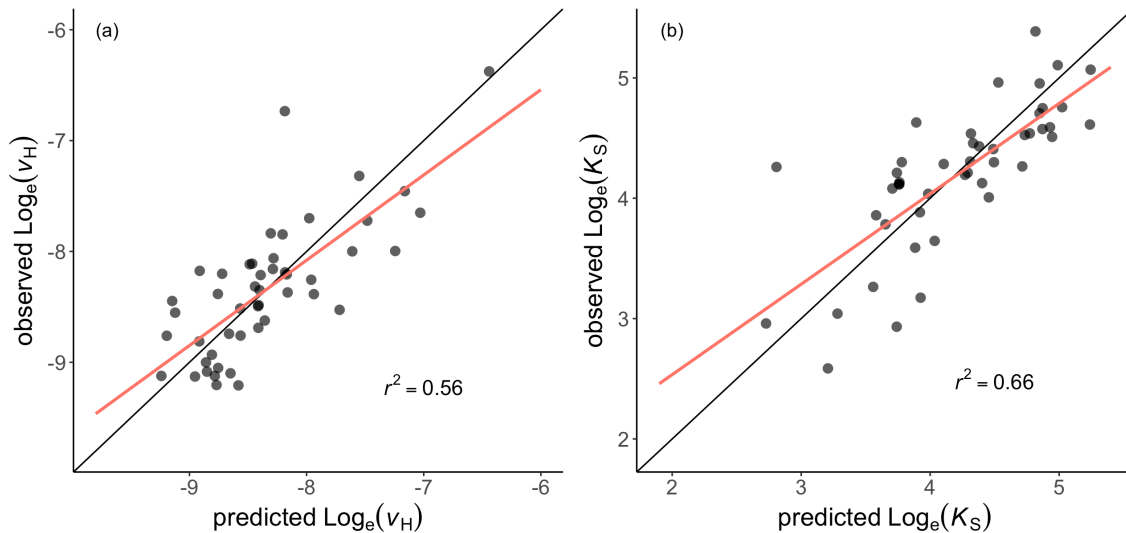 (a)
observed Logₑ(vH)
-6
-7
-8
-9
r² = 0.56
-9 -8 -7 -6
predicted Logₑ(vH)
(b)
observed Logₑ(KS)
5
4
3
2
r² = 0.66
2 3 4 5
predicted Logₑ(KS)